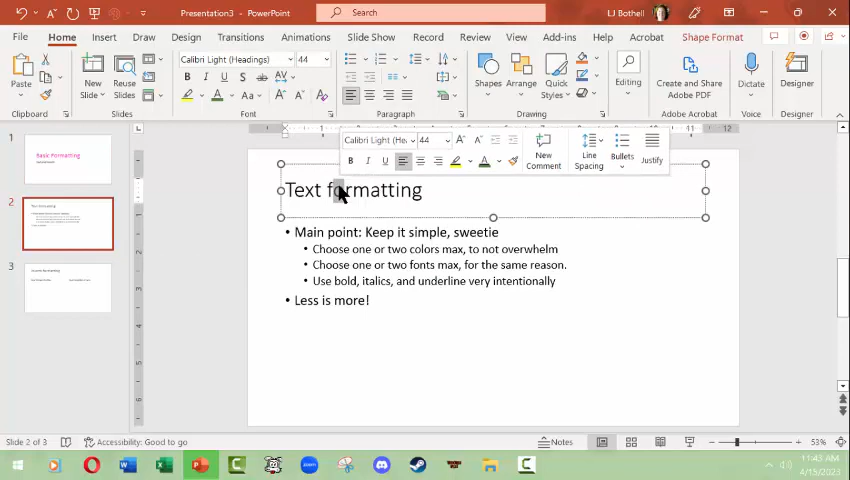 Presentation3 - PowerPoint
Search
LJ Bothell
File Home Insert Draw Design Transitions Animations Slide Show Record Review View Add-ins Help Acrobat Shape Format
Paste
New Slide
Reuse Slides
Calibri Light (Headings) 44
Shapes
Arrange
Quick Styles
Editing
Create and Share Adobe PDF
Dictate
Designer
Clipboard
Slides
Font
Paragraph
Drawing
Adobe Acrobat
Voice
Designer
Calibri Light (He 44
New Comment
Line Spacing
Bullets
Justify
1
Basic Formatting
2
3
Text formatting
• Main point: Keep it simple, sweetie
• Choose one or two colors max, to not overwhelm
• Choose one or two fonts max, for the same reason.
• Use bold, italics, and underline very intentionally
• Less is more!
Slide 2 of 3
Accessibility: Good to go
Notes
53%
11:43 AM
4/15/2023